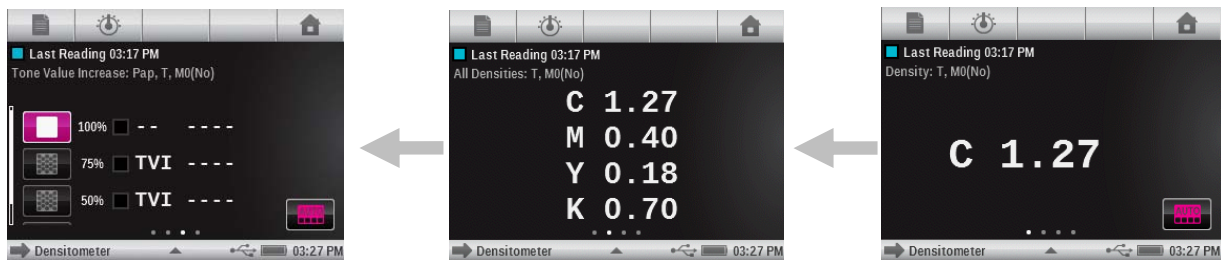 Last Reading 03:17 PM
Tone Value Increase: Pap, T, M0(No)
100% -- ----
75% TVI ----
50% TVI ----
AUTO
Densitometer 03:27 PM
Last Reading 03:17 PM
All Densities: T, M0(No)
C 1.27
M 0.40
Y 0.18
K 0.70
Densitometer 03:27 PM
Last Reading 03:17 PM
Density: T, M0(No)
C 1.27
AUTO
Densitometer 03:27 PM